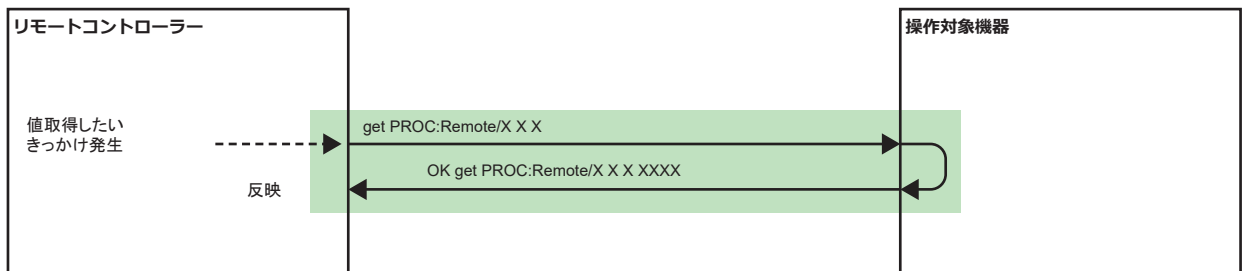 リモートコントローラー
操作対象機器
値取得したい
きっかけ発生
get PROC:Remote/X X X
OK get PROC:Remote/X X X XXXX
反映